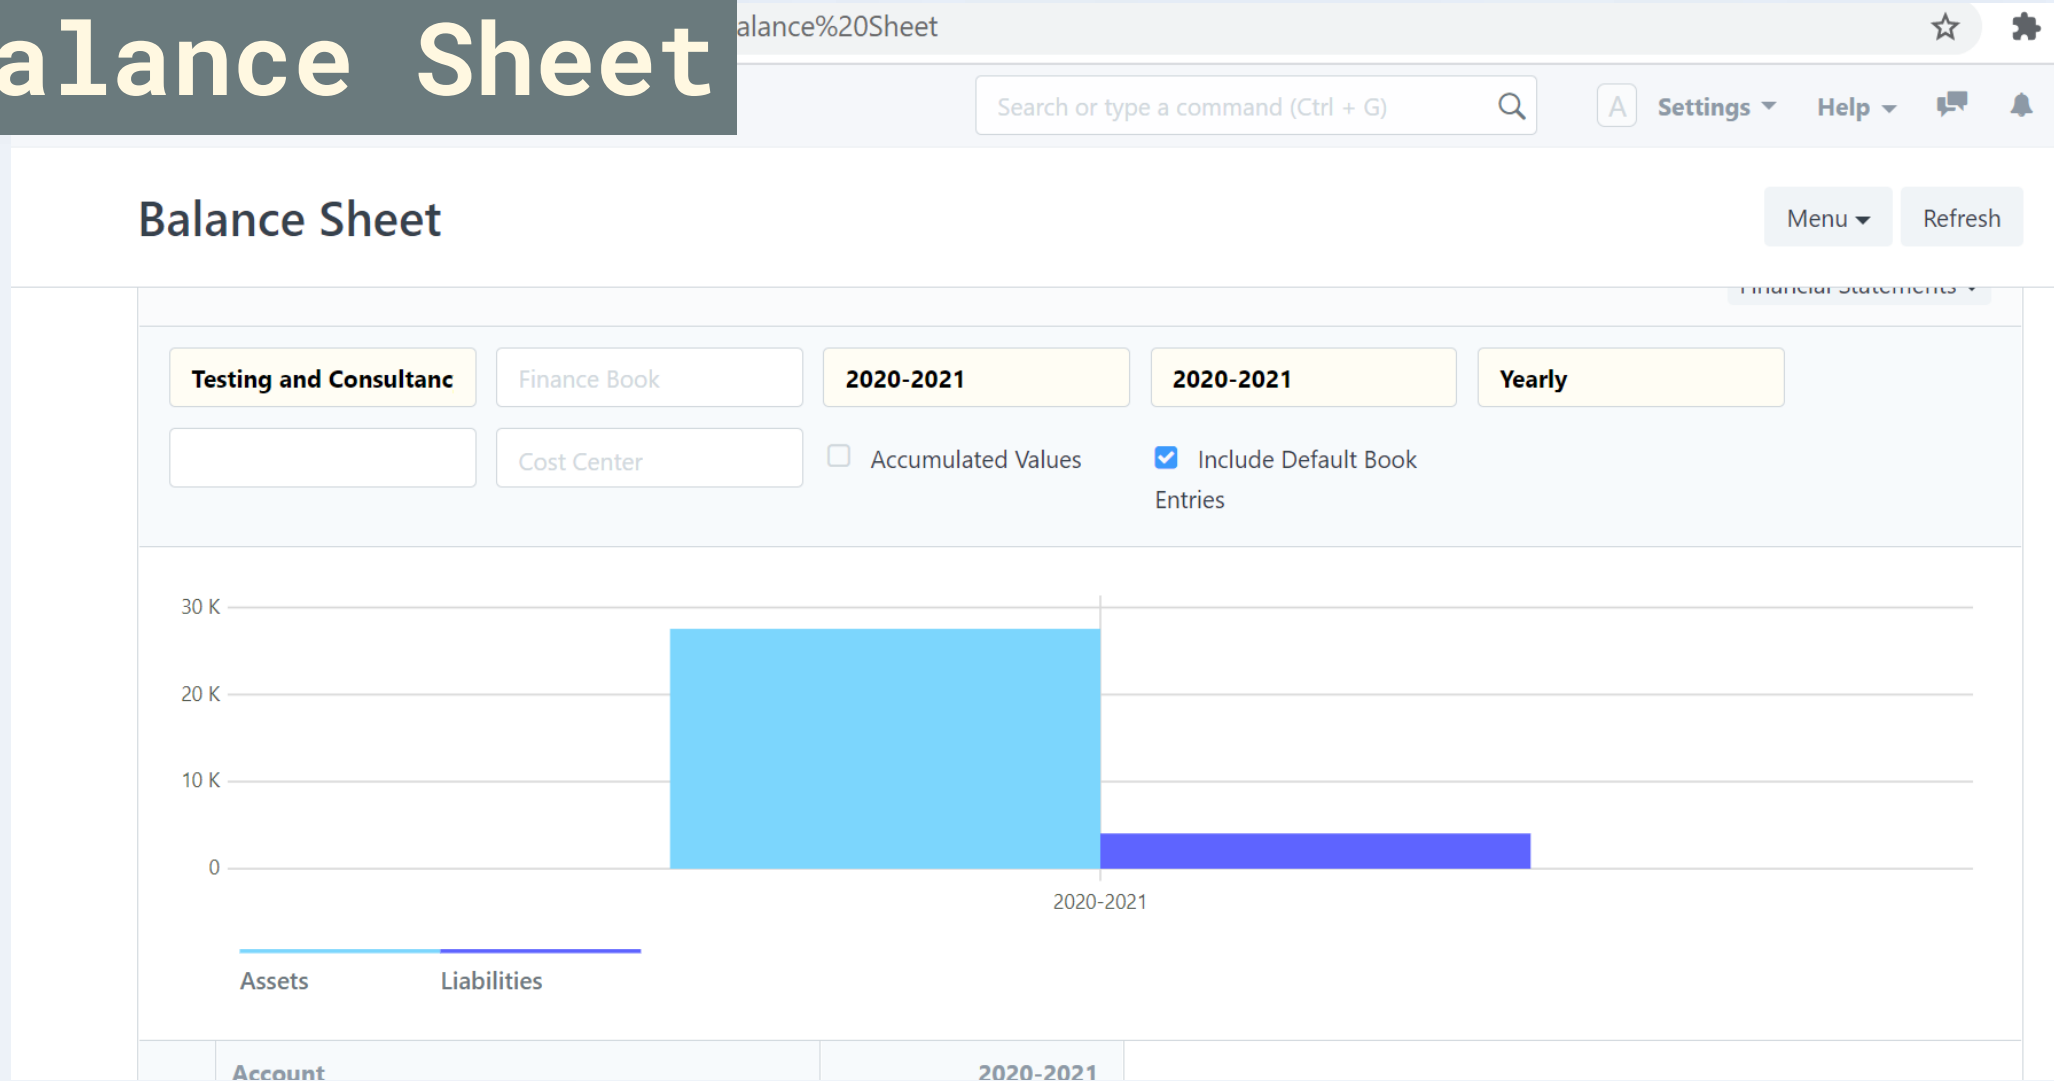 alance Sheet
alance%20Sheet
Search or type a command (Ctrl + G)
A
Settings
Help
Balance Sheet
Menu
Refresh
Financial Statements
Testing and Consultanc
Finance Book
2020-2021
2020-2021
Yearly
Cost Center
Accumulated Values
Include Default Book
Entries
30 K
20 K
10 K
0
2020-2021
Assets
Liabilities
Account
2020-2021